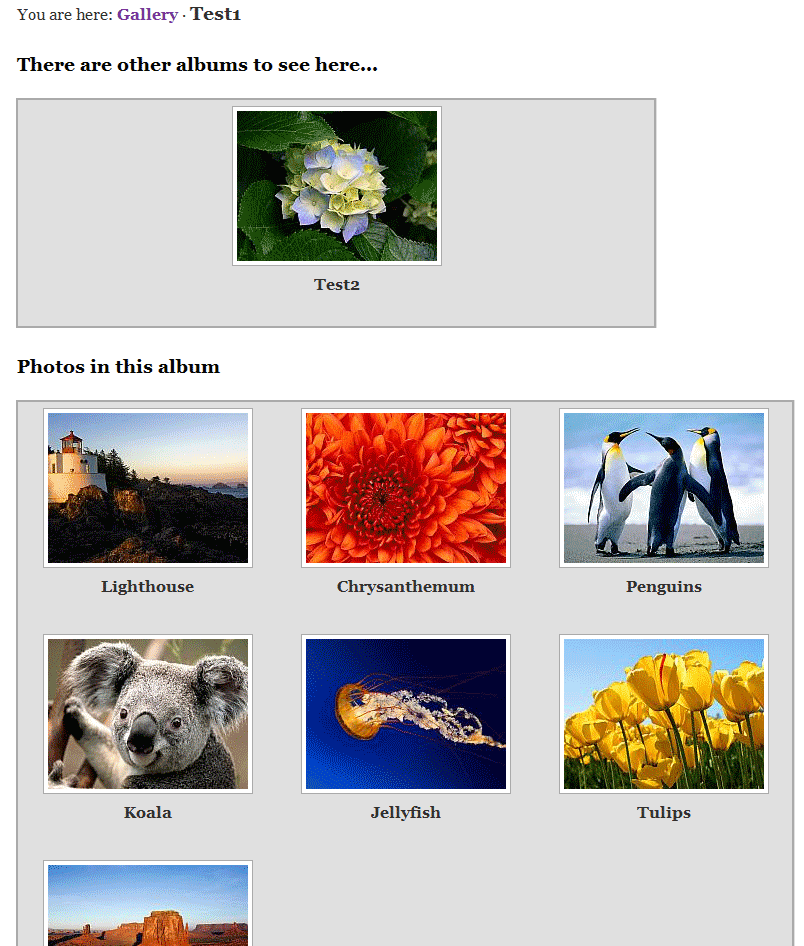 You are here: Gallery · Test1
There are other albums to see here...
Test2
Photos in this album
Lighthouse
Chrysanthemum
Penguins
Koala
Jellyfish
Tulips